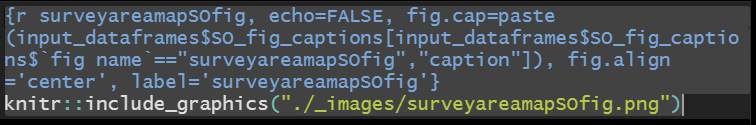 {r surveyareamapSOfig, echo=FALSE, fig.cap=paste
(input_dataframes$SO_fig_captions[input_dataframes$SO_fig_captio
ns$`fig name`=="surveyareamapSOfig","caption"]), fig.align
='center', label='surveyareamapSOfig'}
knitr::include_graphics("./_images/surveyareamapSOfig.png")